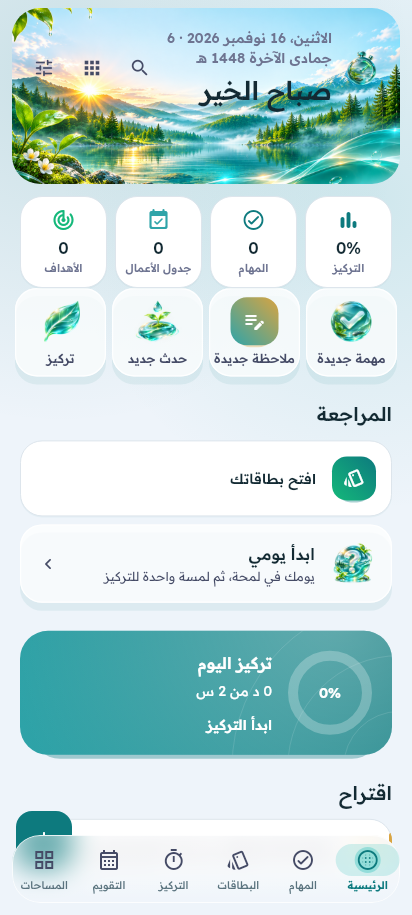 الاثنين، 16 نوفمبر 2026 · 6
جمادى الآخرة 1448 هـ
صباح الخير
0%
التركيز
0
المهام
0
جدول الأعمال
0
الأهداف
مهمة جديدة
ملاحظة جديدة
حدث جديد
تركيز
المراجعة
افتح بطاقاتك
ابدأ يومي
يومك في لمحة، ثم لمسة واحدة للتركيز
تركيز اليوم
0%
0 د من 2 س
ابدأ التركيز
اقتراح
الرئيسية
المهام
البطاقات
التركيز
التقويم
المساحات